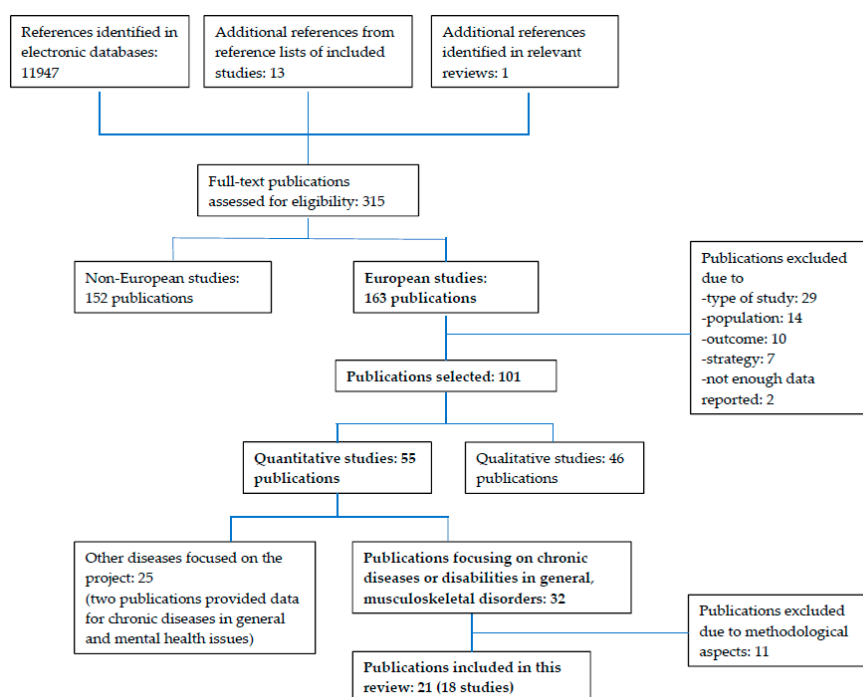 References identified in
electronic databases:
11947
Additional references from
reference lists of included
studies: 13
Additional references
identified in relevant
reviews: 1
Full-text publications
assessed for eligibility: 315
Non-European studies:
152 publications
European studies:
163 publications
Publications excluded
due to
-type of study: 29
-population: 14
-outcome: 10
-strategy: 7
-not enough data
reported: 2
Publications selected: 101
Quantitative studies: 55
publications
Qualitative studies: 46
publications
Other diseases focused on the
project: 25
(two publications provided data
for chronic diseases in general
and mental health issues)
Publications focusing on chronic
diseases or disabilities in general,
musculoskeletal disorders: 32
Publications excluded
due to methodological
aspects: 11
Publications included in this
review: 21 (18 studies)